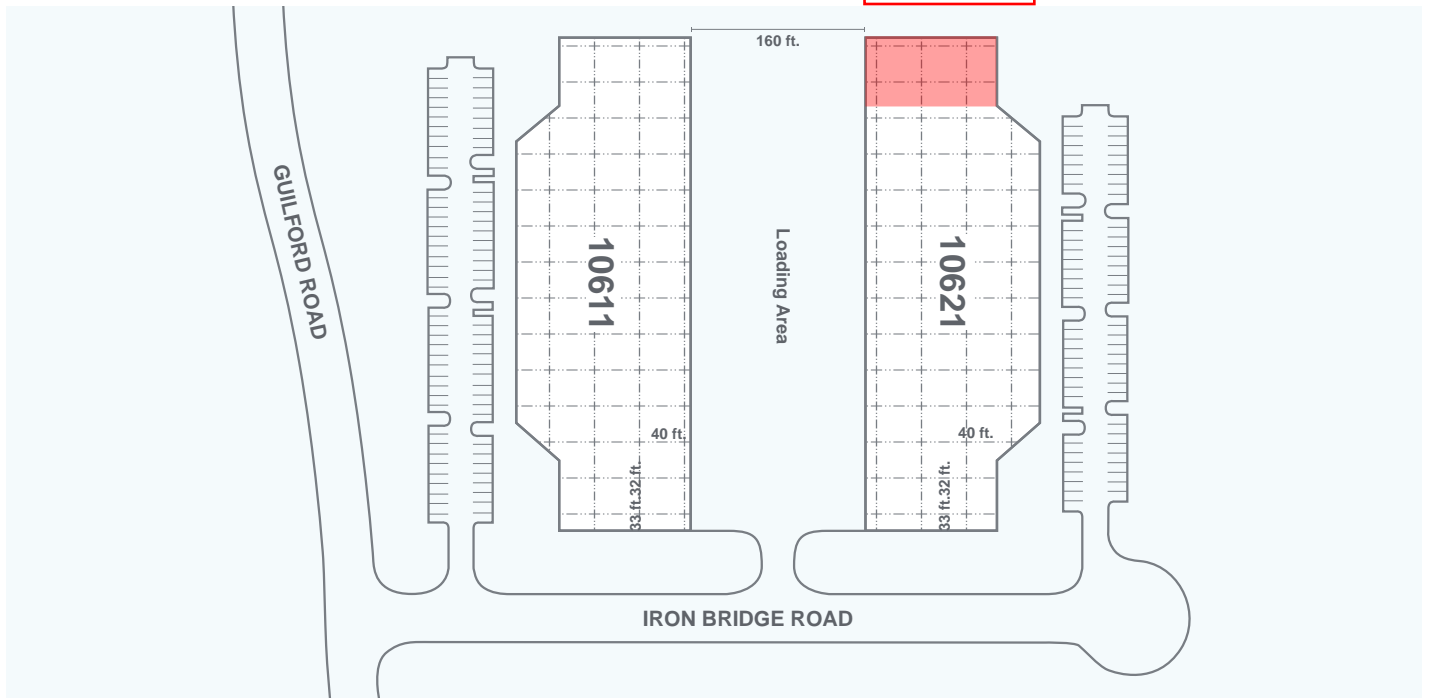 160 ft.
GUILFORD ROAD
10611
Loading Area
10621
40 ft.
40 ft.
33 ft.32 ft.
33 ft.32 ft.
IRON BRIDGE ROAD